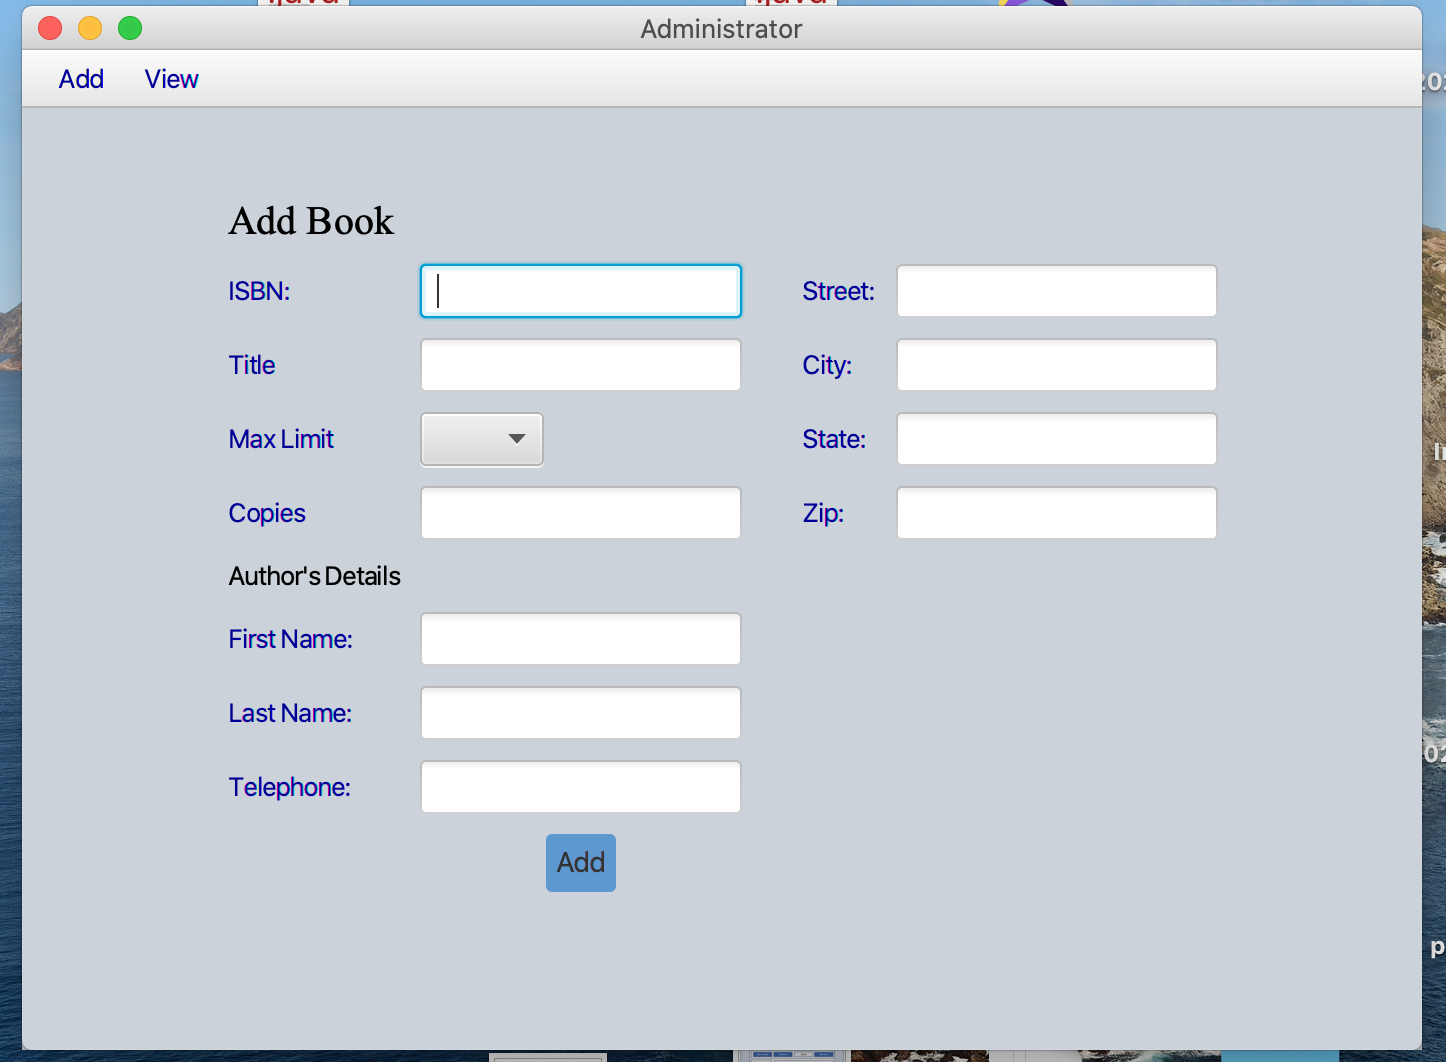 Administrator
Add View
Add Book
ISBN:
Street:
Title
City:
Max Limit
State:
Copies
Zip:
Author's Details
First Name:
Last Name:
Telephone:
Add